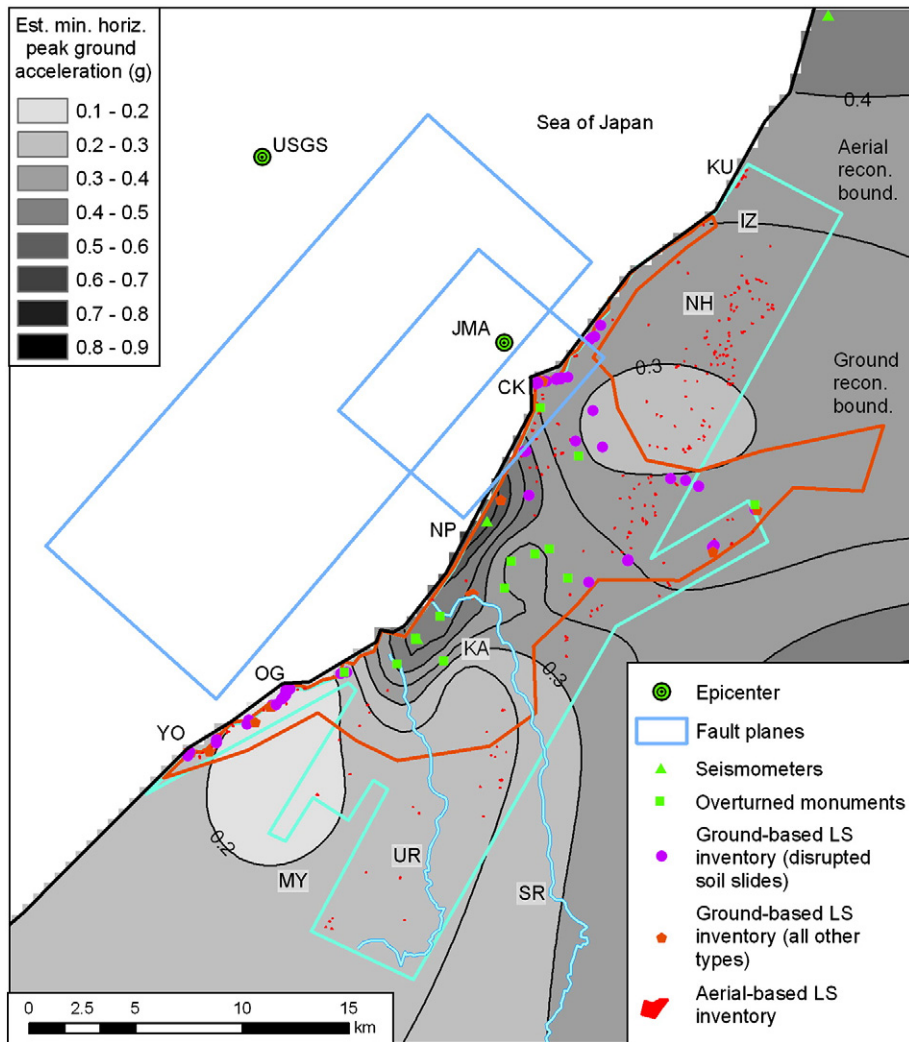 Est. min. horiz.
peak ground
acceleration (g)
0.1 - 0.2
0.2 - 0.3
0.3 - 0.4
0.4 - 0.5
0.5 - 0.6
0.6 - 0.7
0.7 - 0.8
0.8 - 0.9
USGS
Sea of Japan
0.4
Aerial
recon.
bound.
KU
IZ
NH
JMA
0.3
Ground
recon.
bound.
CK
NP
KA
0.3
OG
YO
0.2
MY
UR
SR
Epicenter
Fault planes
Seismometers
Overturned monuments
Ground-based LS
inventory (disrupted
soil slides)
Ground-based LS
inventory (all other
types)
Aerial-based LS
inventory
0 2.5 5 10 15
km